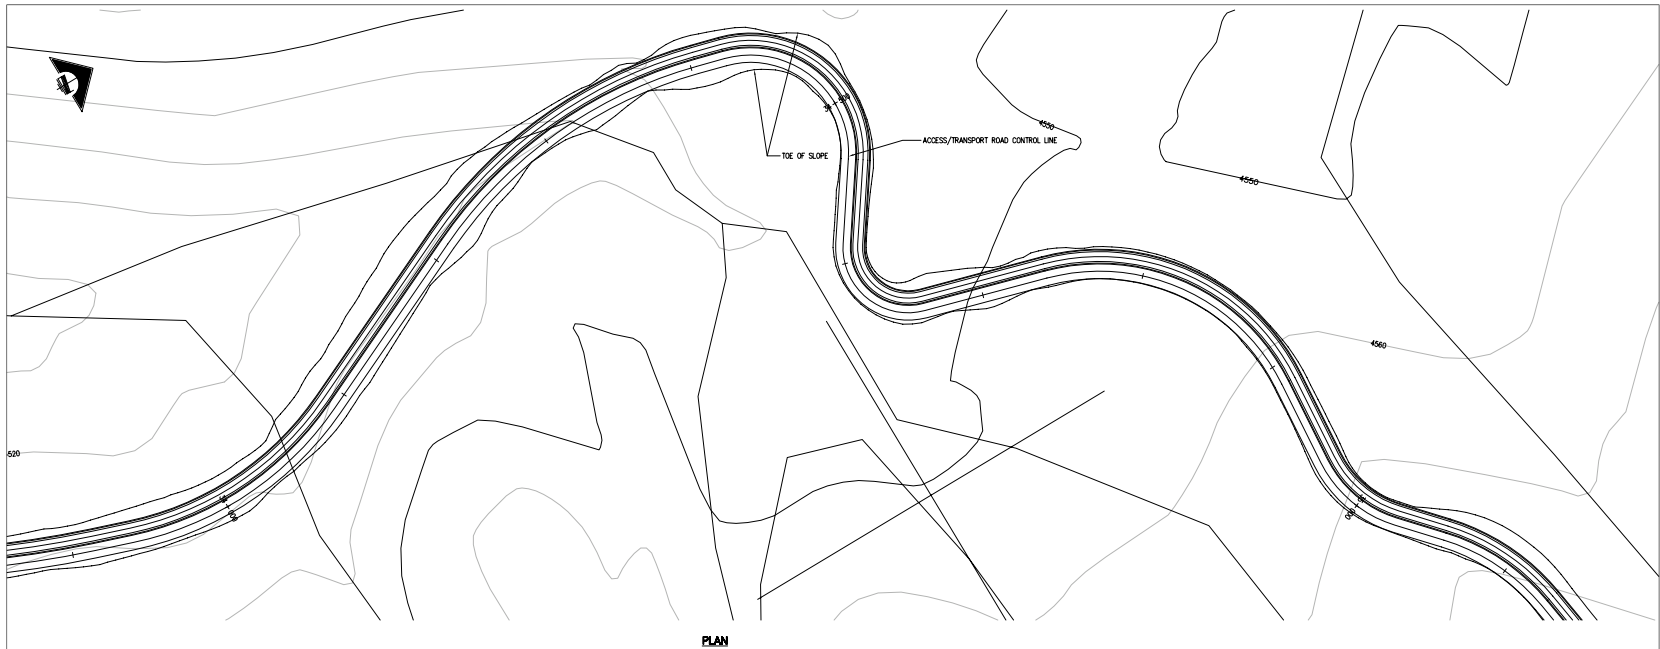 4550
ACCESS/TRANSPORT ROAD CONTROL LINE
TOE OF SLOPE
4550
4560
520
PLAN